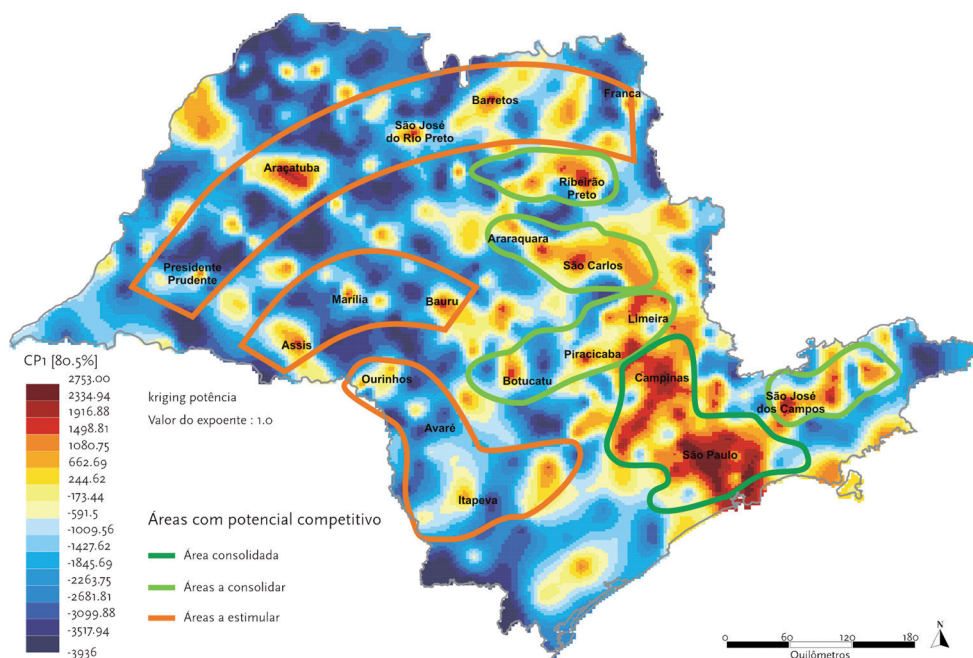 Barretos
Franca
São José
do Rio Preto
Araçatuba
Ribeirão
Preto
Araraquara
São Carlos
Presidente
Prudente
Marília
Bauru
Limeira
Assis
Piracicaba
Ourinhos
Botucatu
Campinas
São José
dos Campos
Avaré
São Paulo
Itapeva
CP1 [80.5%]
2753.00
2334.94
1916.88
1498.81
1080.75
662.69
244.62
-173.44
-591.5
-1009.56
-1427.62
-1845.69
-2263.75
-2681.81
-3099.88
-3517.94
-3936
kriging potência
Valor do expoente : 1.0
Áreas com potencial competitivo
Área consolidada
Áreas a consolidar
Áreas a estimular
0 60 120 180
Quilômetros
N